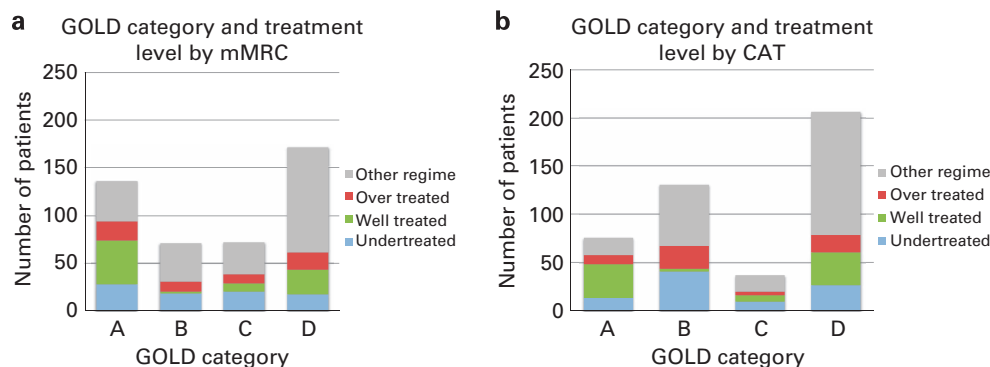 a
GOLD category and treatment
level by mMRC
Number of patients
250
200
150
100
50
0
A B C D
GOLD category
Other regime
Over treated
Well treated
Undertreated
b
GOLD category and treatment
level by CAT
Number of patients
250
200
150
100
50
0
A B C D
GOLD category
Other regime
Over treated
Well treated
Undertreated